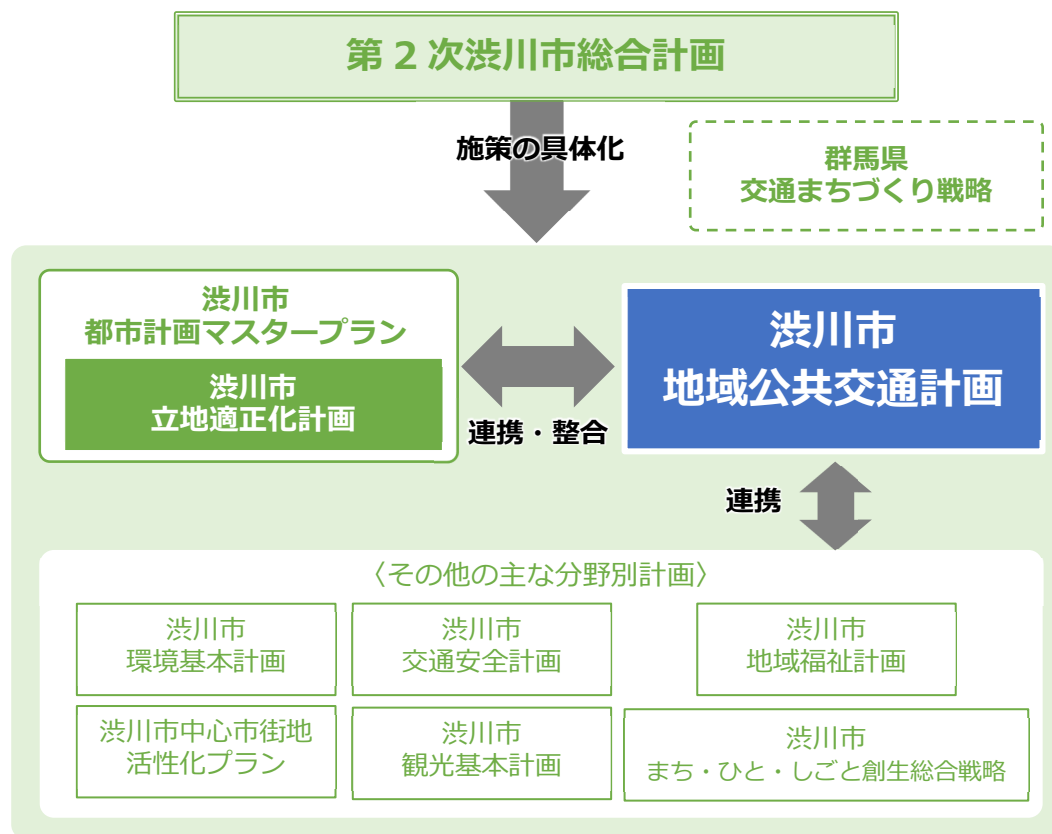 第2次渋川市総合計画
施策の具体化
群馬県
交通まちづくり戦略
渋川市
都市計画マスタープラン
渋川市
立地適正化計画
連携・整合
渋川市
地域公共交通計画
連携
〈その他の主な分野別計画〉
渋川市
環境基本計画
渋川市
交通安全計画
渋川市
地域福祉計画
渋川市中心市街地
活性化プラン
渋川市
観光基本計画
渋川市
まち・ひと・しごと創生総合戦略